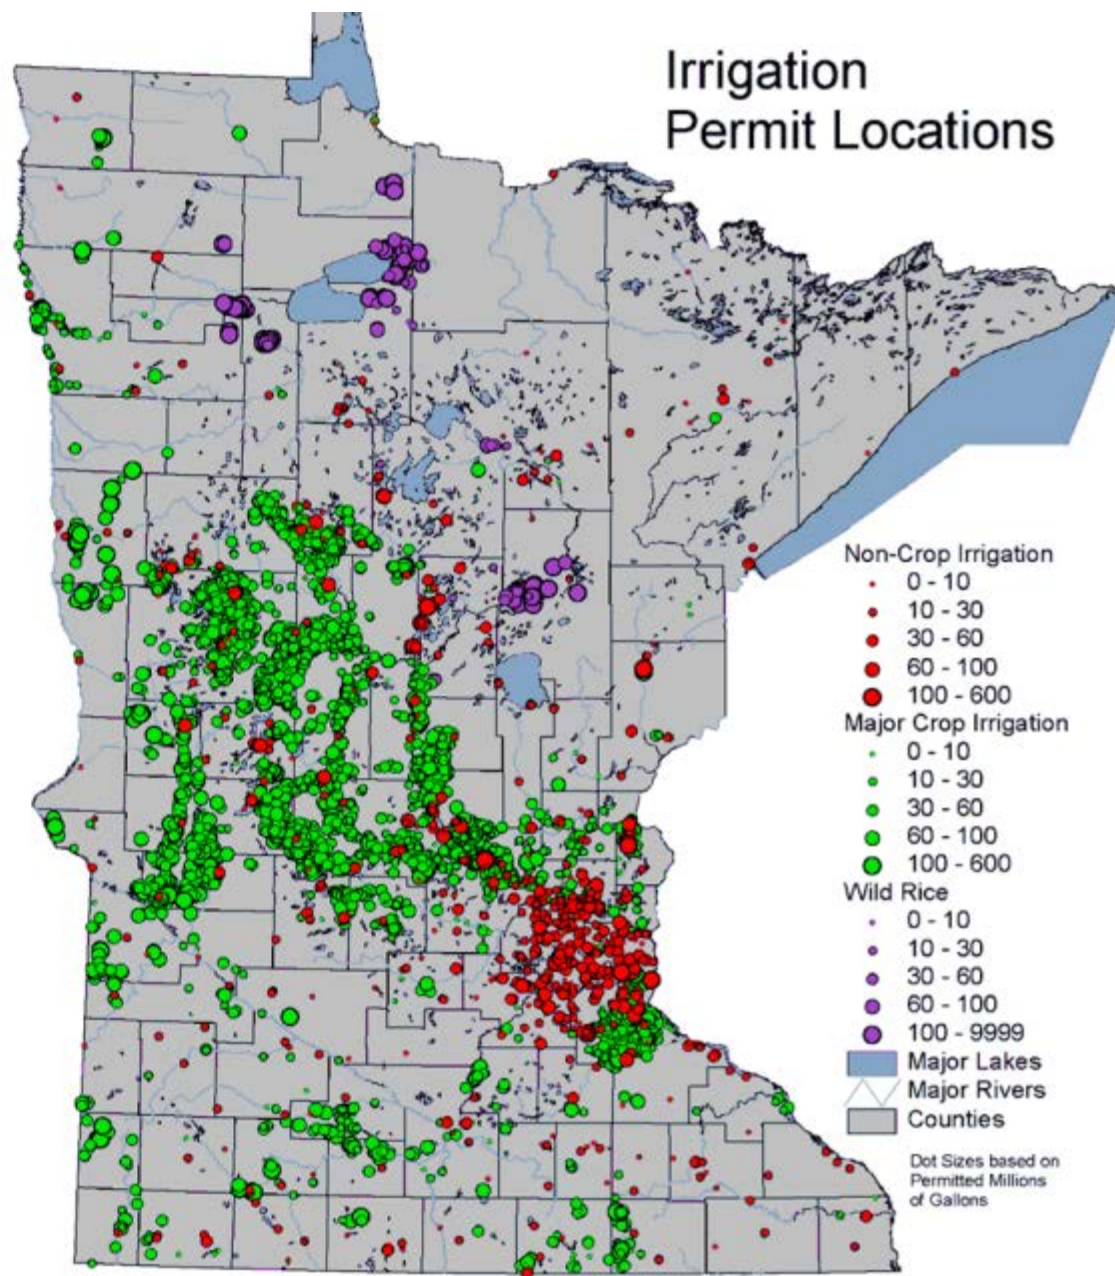 Irrigation
Permit Locations
Non-Crop Irrigation
0 - 10
10 - 30
30 - 60
60 - 100
100 - 600
Major Crop Irrigation
0 - 10
10 - 30
30 - 60
60 - 100
100 - 600
Wild Rice
0 - 10
10 - 30
30 - 60
60 - 100
100 - 9999
Major Lakes
Major Rivers
Counties
Dot Sizes based on
Permitted Millions
of Gallons